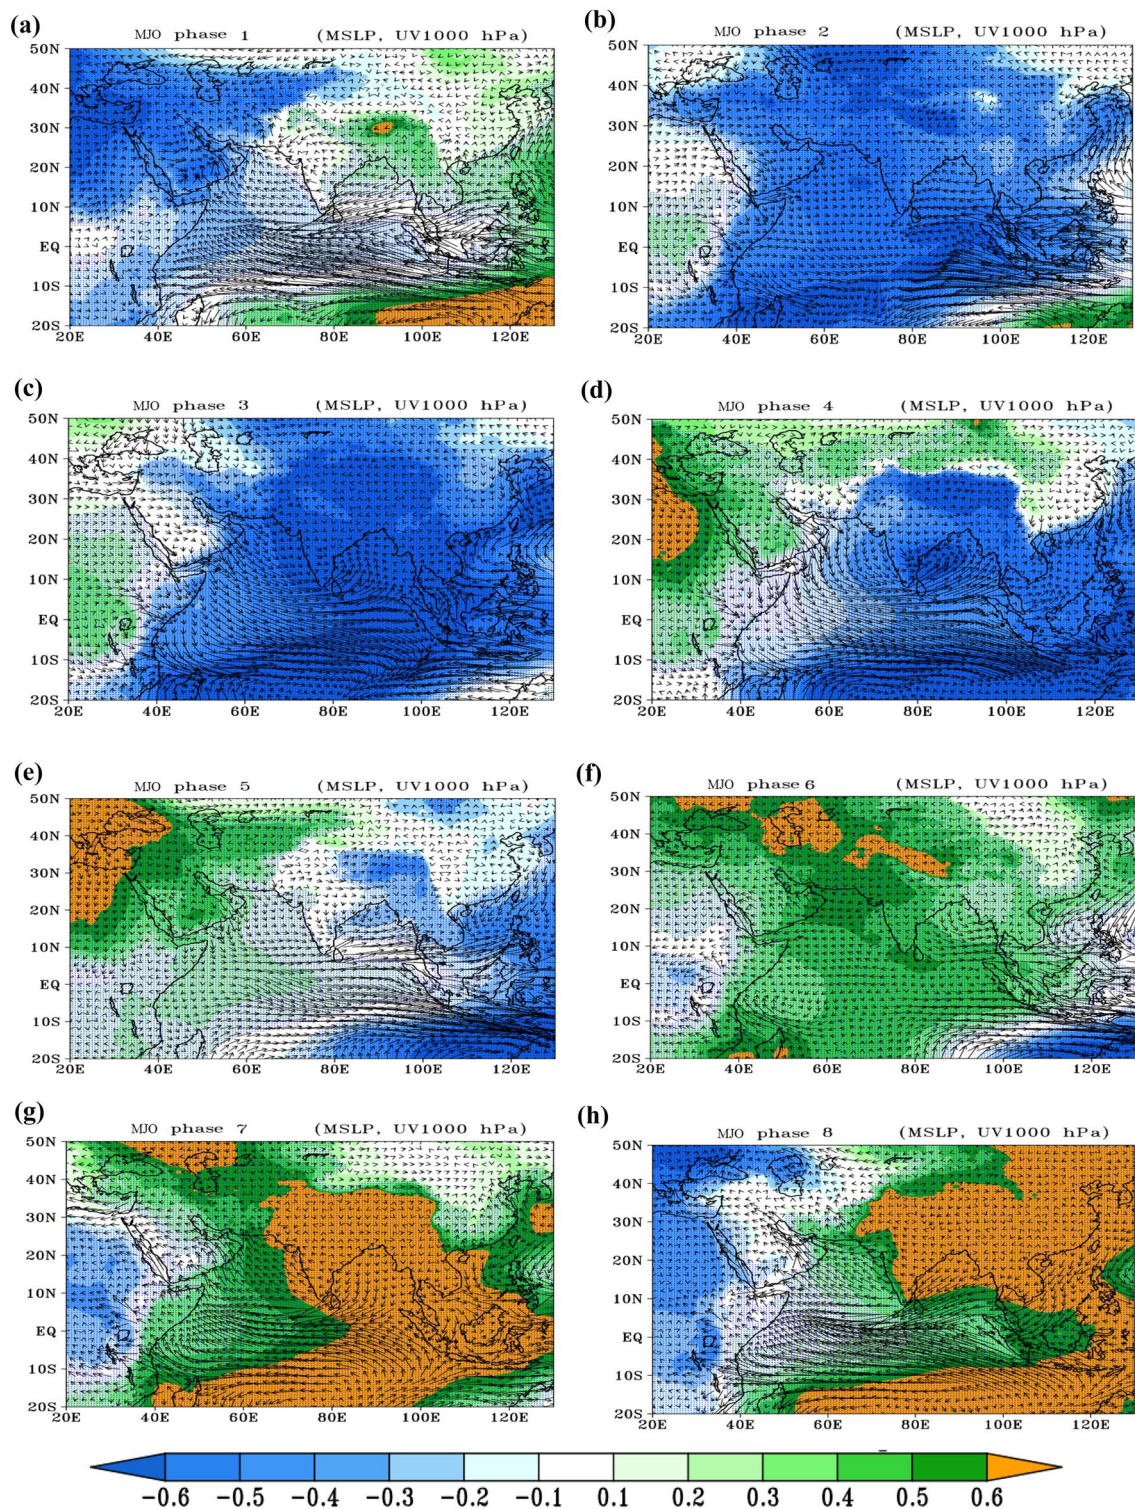 (a) MJO phase 1 (MSLP, UV1000 hPa)
50N
40N
30N
20N
10N
EQ
10S
20S
20E 40E 60E 80E 100E 120E
(b) MJO phase 2 (MSLP, UV1000 hPa)
50N
40N
30N
20N
10N
EQ
10S
20S
20E 40E 60E 80E 100E 120E
(c) MJO phase 3 (MSLP, UV1000 hPa)
50N
40N
30N
20N
10N
EQ
10S
20S
20E 40E 60E 80E 100E 120E
(d) MJO phase 4 (MSLP, UV1000 hPa)
50N
40N
30N
20N
10N
EQ
10S
20S
20E 40E 60E 80E 100E 120E
(e) MJO phase 5 (MSLP, UV1000 hPa)
50N
40N
30N
20N
10N
EQ
10S
20S
20E 40E 60E 80E 100E 120E
(f) MJO phase 6 (MSLP, UV1000 hPa)
50N
40N
30N
20N
10N
EQ
10S
20S
20E 40E 60E 80E 100E 120E
(g) MJO phase 7 (MSLP, UV1000 hPa)
50N
40N
30N
20N
10N
EQ
10S
20S
20E 40E 60E 80E 100E 120E
(h) MJO phase 8 (MSLP, UV1000 hPa)
50N
40N
30N
20N
10N
EQ
10S
20S
20E 40E 60E 80E 100E 120E
−0.6 −0.5 −0.4 −0.3 −0.2 −0.1 0.1 0.2 0.3 0.4 0.5 0.6